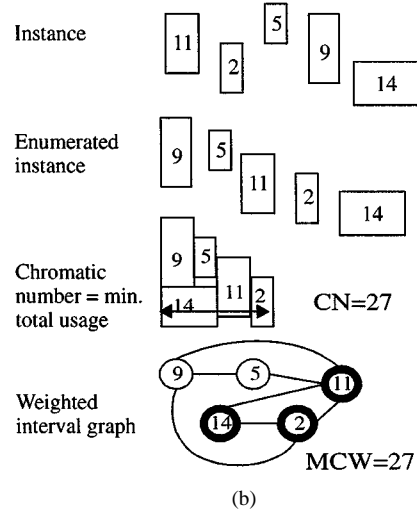 Instance
11
2
5
9
14
Enumerated
instance
9
5
11
2
14
Chromatic
number = min.
total usage
9
5
14
11
2
CN=27
Weighted
interval graph
9
5
11
14
2
MCW=27
(b)